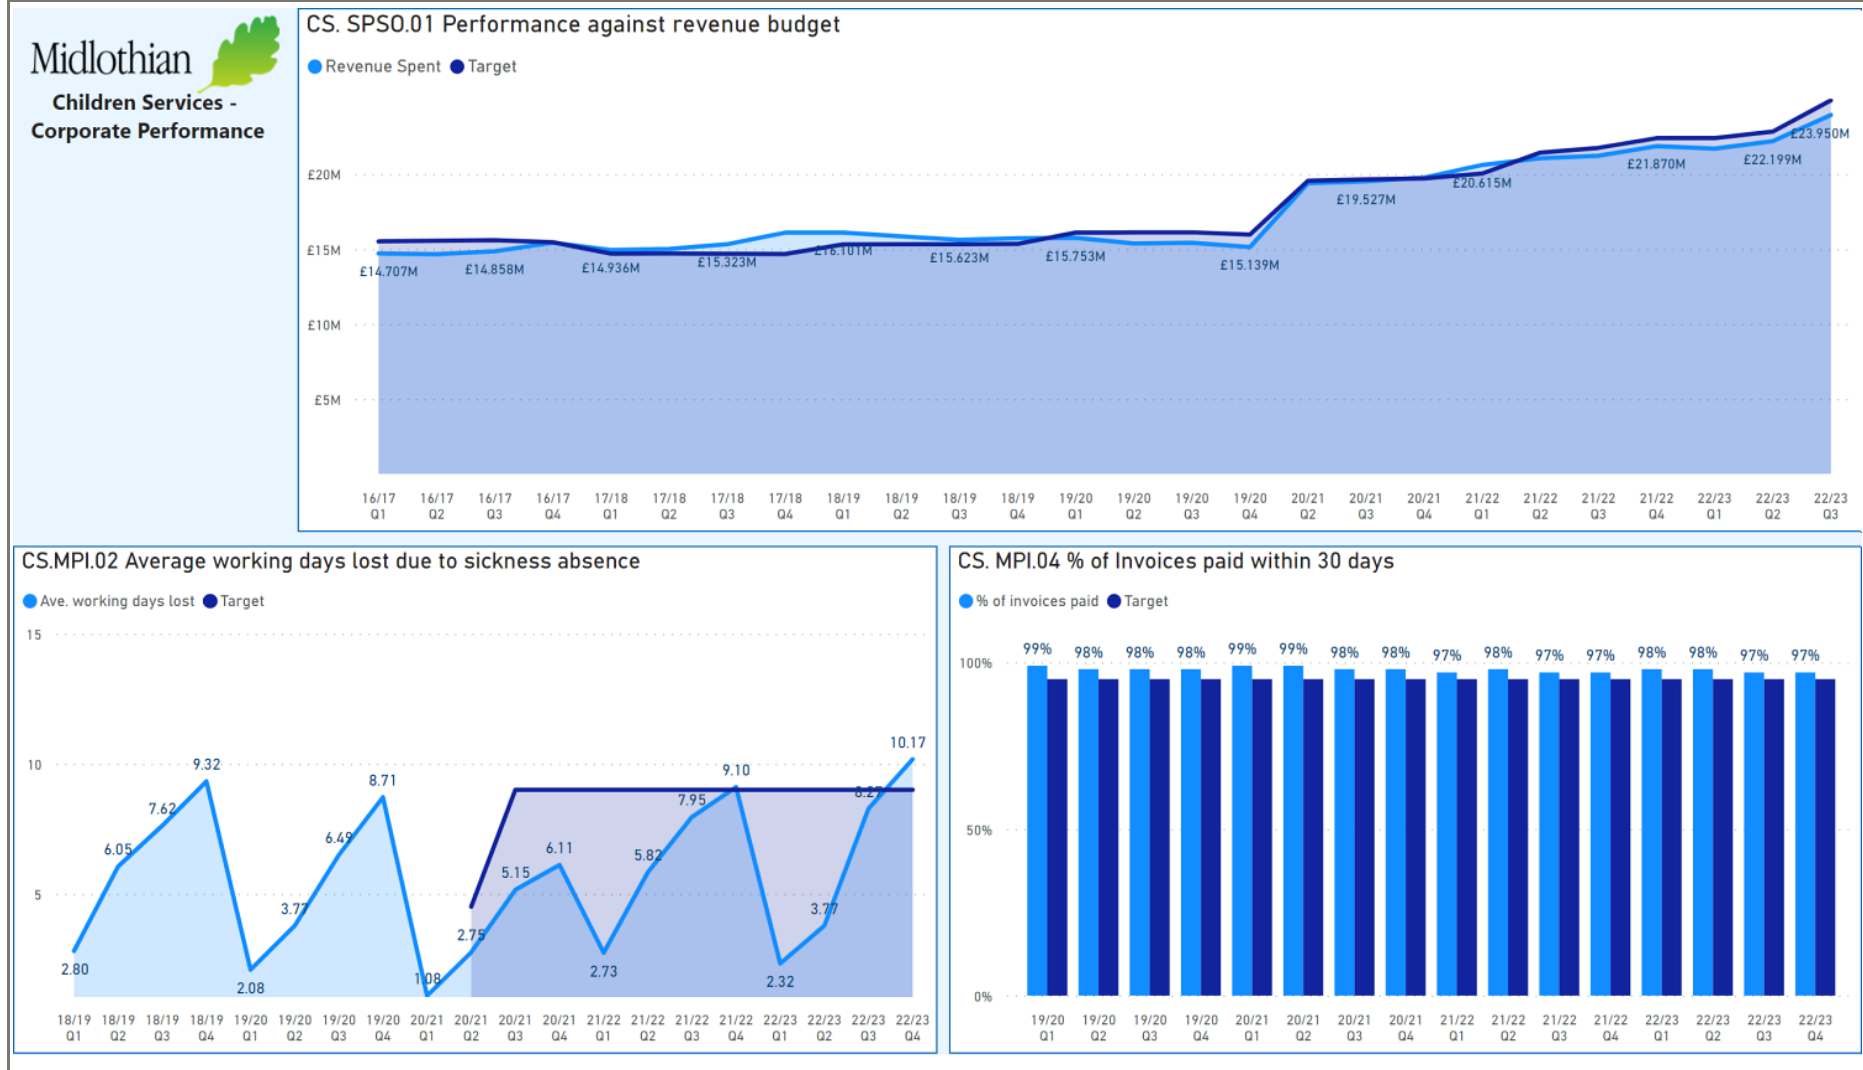 Midlothian
Children Services -
Corporate Performance
CS. SPSO.01 Performance against revenue budget
Revenue Spent Target
£20M
£15M
£10M
£5M
£14.707M £14.858M £14.936M £15.323M £16.101M £15.623M £15.753M £15.139M £19.527M £20.615M £21.870M £22.199M £23.950M
16/17 16/17 16/17 16/17 17/18 17/18 17/18 17/18 18/19 18/19 18/19 18/19 19/20 19/20 19/20 19/20 20/21 20/21 20/21 21/22 21/22 21/22 21/22 22/23 22/23 22/23
Q1 Q2 Q3 Q4 Q1 Q2 Q3 Q4 Q1 Q2 Q3 Q4 Q1 Q2 Q3 Q4 Q2 Q3 Q4 Q1 Q2 Q3 Q4 Q1 Q2 Q3
CS.MPI.02 Average working days lost due to sickness absence
Ave. working days lost Target
15
10
5
2.80 6.05 7.62 9.32 2.08 3.77 6.49 8.71 1.08 2.75 5.15 6.11 2.73 5.82 7.95 9.10 2.32 3.77 8.27 10.17
18/19 18/19 18/19 18/19 19/20 19/20 19/20 19/20 20/21 20/21 20/21 20/21 21/22 21/22 21/22 21/22 22/23 22/23 22/23 22/23
Q1 Q2 Q3 Q4 Q1 Q2 Q3 Q4 Q1 Q2 Q3 Q4 Q1 Q2 Q3 Q4 Q1 Q2 Q3 Q4
CS. MPI.04 % of Invoices paid within 30 days
% of invoices paid Target
99% 98% 98% 98% 99% 99% 98% 98% 97% 98% 97% 97% 98% 98% 97% 97%
100%
50%
0%
19/20 19/20 19/20 19/20 20/21 20/21 20/21 20/21 21/22 21/22 21/22 21/22 22/23 22/23 22/23 22/23
Q1 Q2 Q3 Q4 Q1 Q2 Q3 Q4 Q1 Q2 Q3 Q4 Q1 Q2 Q3 Q4